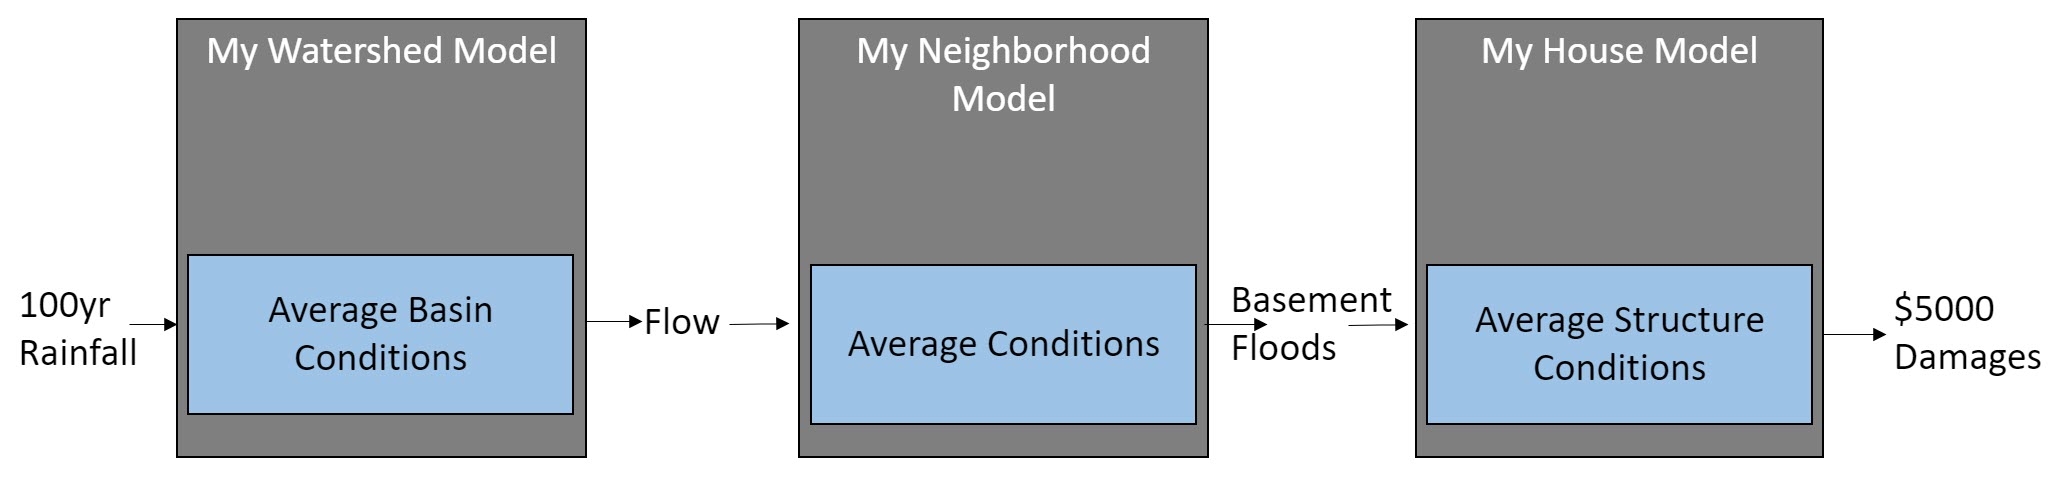 My Watershed Model
My Neighborhood
Model
My House Model
100yr
Rainfall
Average Basin
Conditions
Flow
Average Conditions
Basement
Floods
Average Structure
Conditions
$5000
Damages